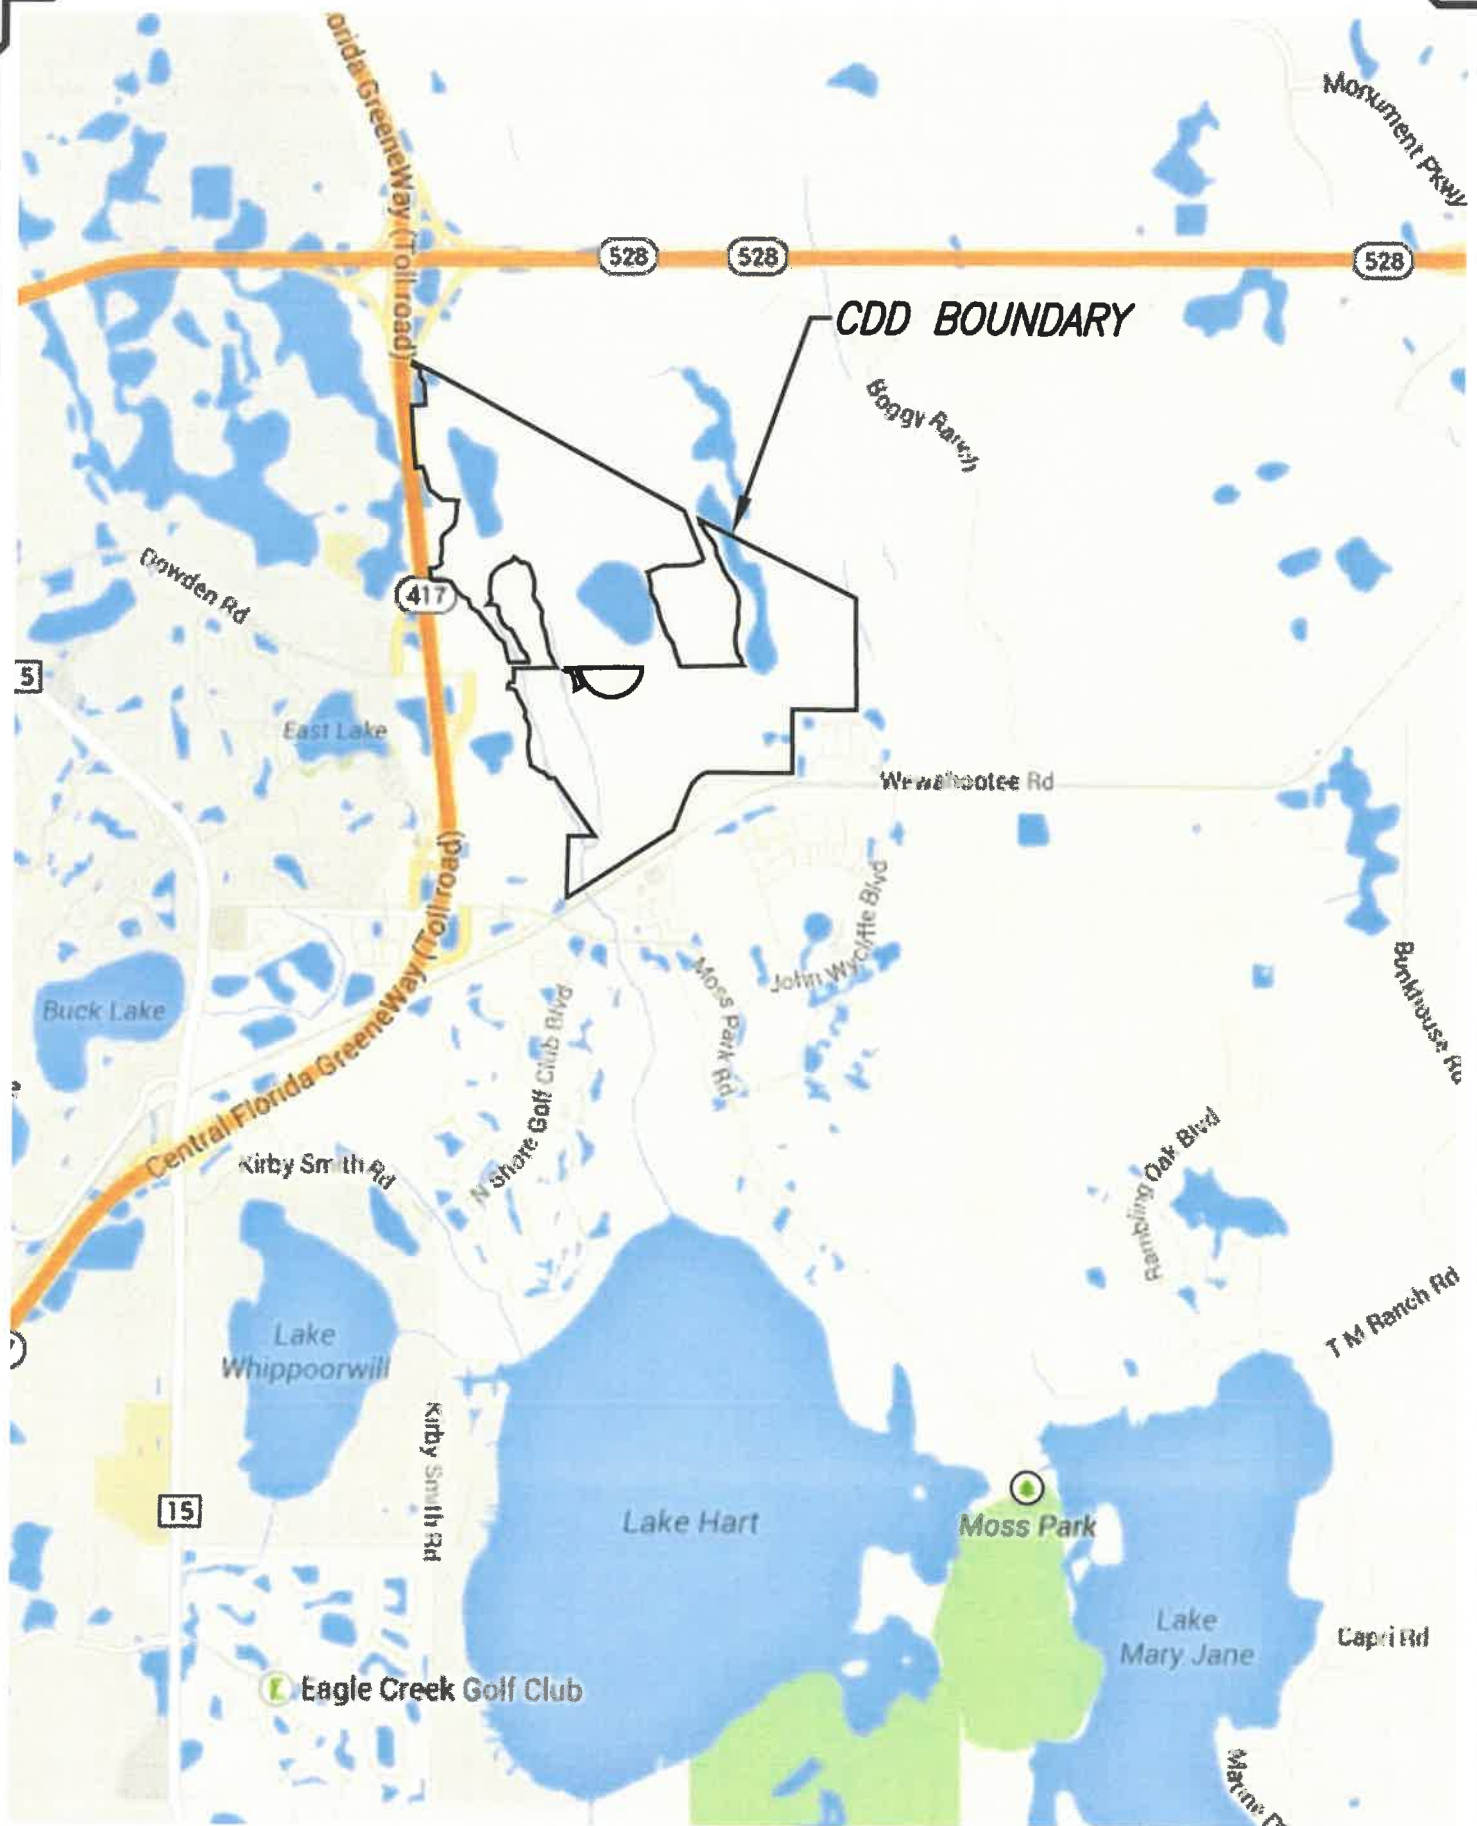 orida GreeneWay (Toll road)
Monument Pkwy
528
528
528
CDD BOUNDARY
Boggy Ranch
Dowden Rd
417
5
East Lake
Wewahootee Rd
John Wycliffe Blvd
Buck Lake
Moss Park Rd
Bunkhouse Rd
N Shore Golf Club Blvd
Central Florida GreeneWay (Toll road)
Kirby Smith Rd
Rambling Oak Blvd
T M Ranch Rd
Lake
Whippoorwill
Kirby Smith Rd
15
Lake Hart
Moss Park
Lake
Mary Jane
Capri Rd
Eagle Creek Golf Club